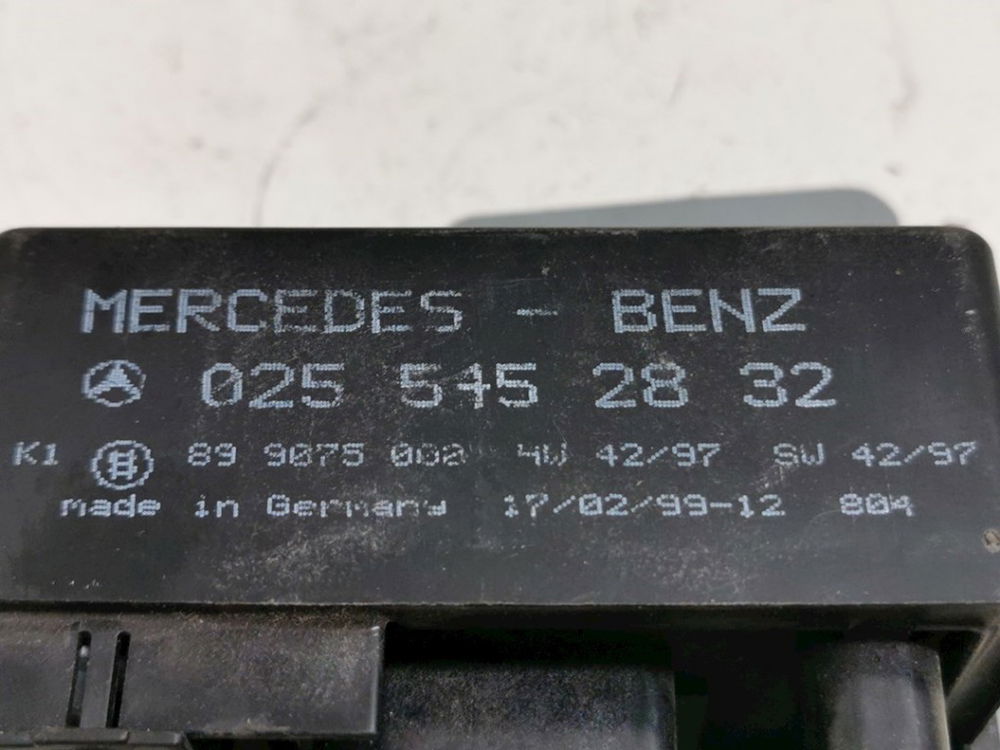 MERCEDES - BENZ
025 545 28 32
K1 89 9075 000 HW 42/97 SW 42/97
made in Germany 17/02/99-12 804